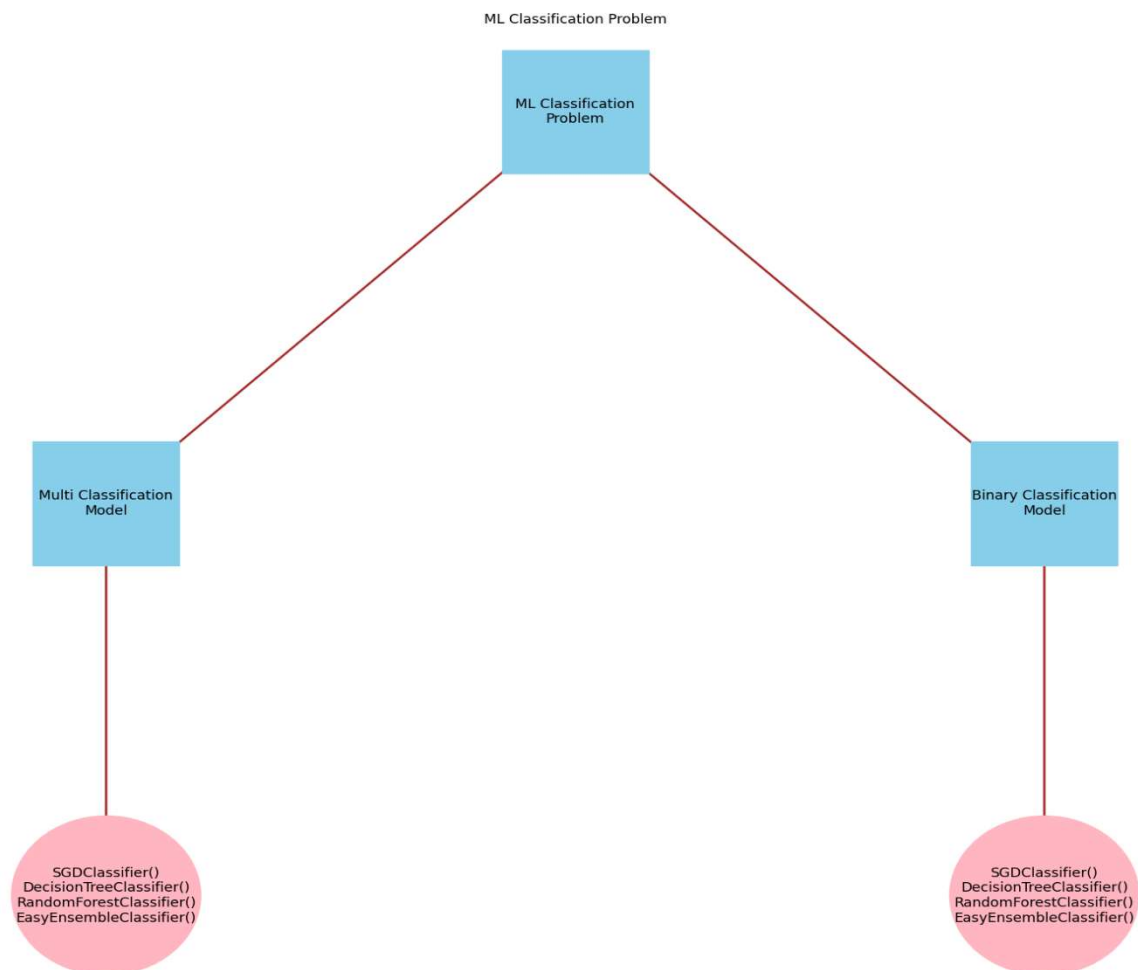 ML Classification Problem
ML Classification
Problem
Multi Classification
Model
Binary Classification
Model
SGDClassifier()
DecisionTreeClassifier()
RandomForestClassifier()
EasyEnsembleClassifier()
SGDClassifier()
DecisionTreeClassifier()
RandomForestClassifier()
EasyEnsembleClassifier()